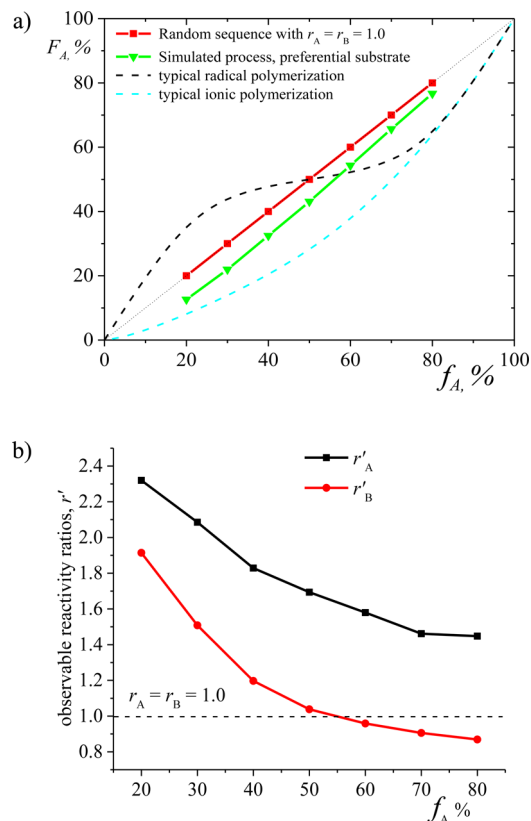 a)
F_A, %
100
80
60
40
20
0
Random sequence with r_A = r_B = 1.0
Simulated process, preferential substrate
typical radical polymerization
typical ionic polymerization
0 20 40 60 80 100
f_A, %
b)
observable reactivity ratios, r'
2.4
2.2
2.0
1.8
1.6
1.4
1.2
1.0
0.8
r'_A
r'_B
r_A = r_B = 1.0
20 30 40 50 60 70 80
f_A %